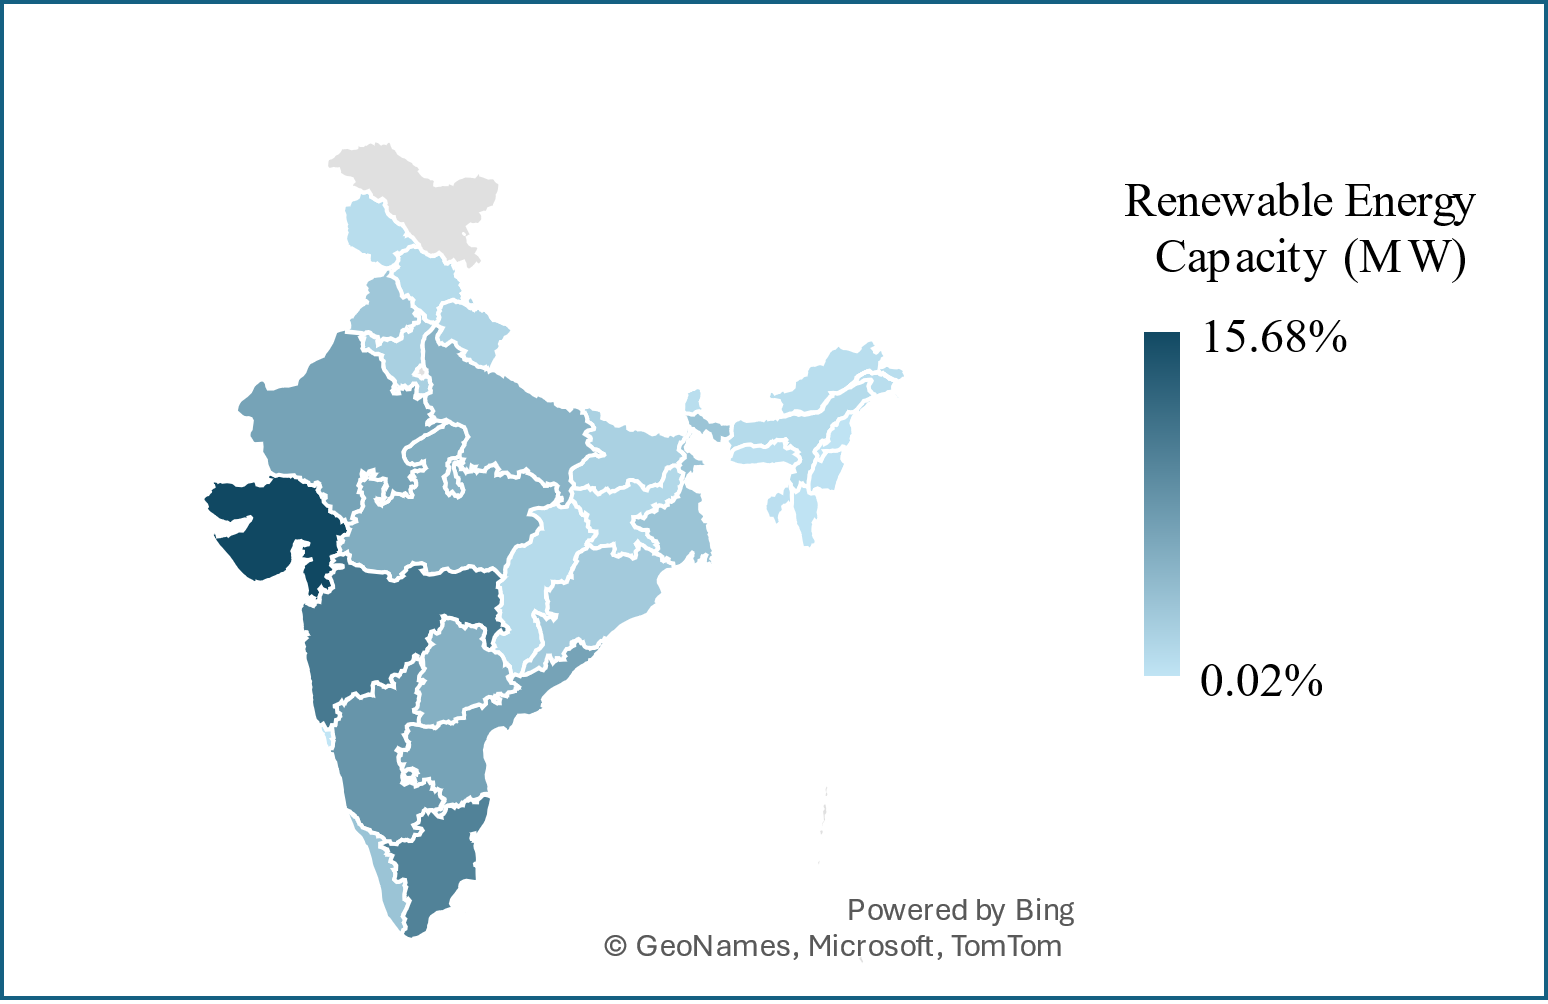 Renewable Energy
Capacity (MW)
15.68%
0.02%
Powered by Bing
© GeoNames, Microsoft, TomTom